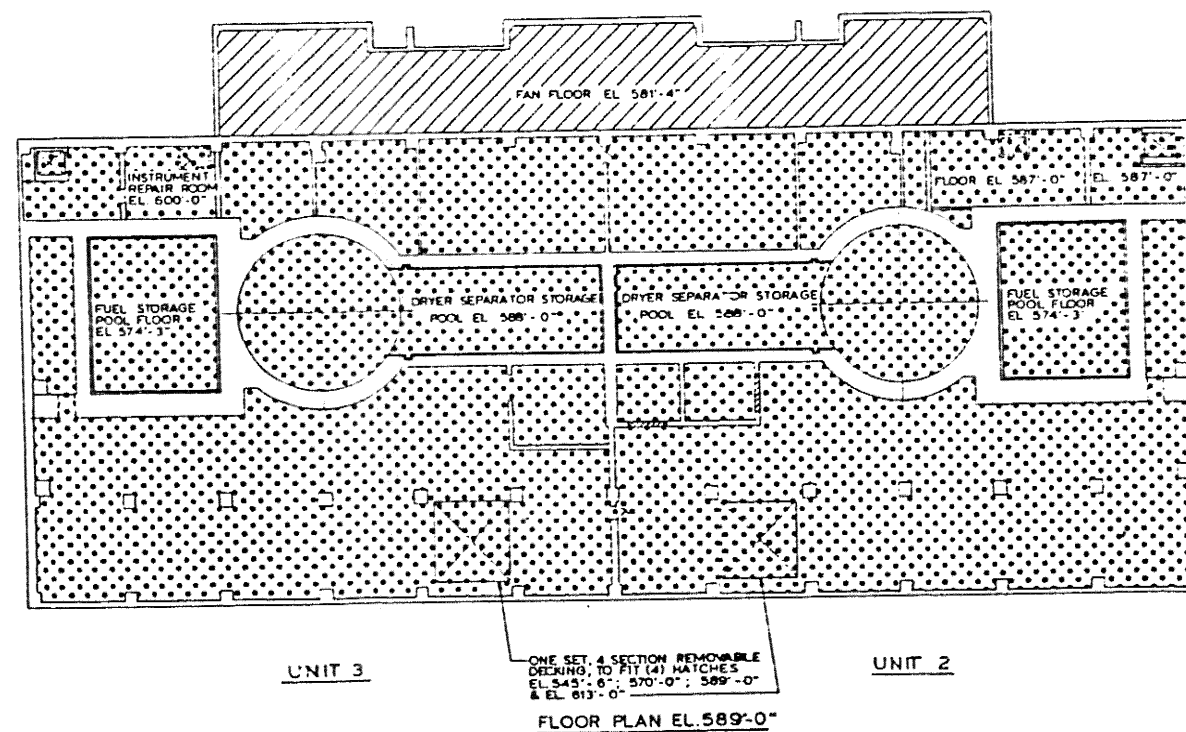 FAN FLOOR EL 581'-4"
INSTRUMENT
REPAIR ROOM
EL. 600'-0"
FLOOR EL 587'-0"
EL. 587'-0"
FUEL STORAGE
POOL FLOOR
EL 574'-3"
DRYER SEPARATOR STORAGE
POOL EL 588'-0"
DRYER SEPARATOR STORAGE
POOL EL 588'-0"
FUEL STORAGE
POOL FLOOR
EL 574'-3"
UNIT 3
ONE SET, 4 SECTION REMOVABLE
DECKING, TO FIT (4) HATCHES
EL. 545'-6"; 570'-0"; 589'-0"
& EL. 613'-0"
UNIT 2
FLOOR PLAN EL. 589'-0"